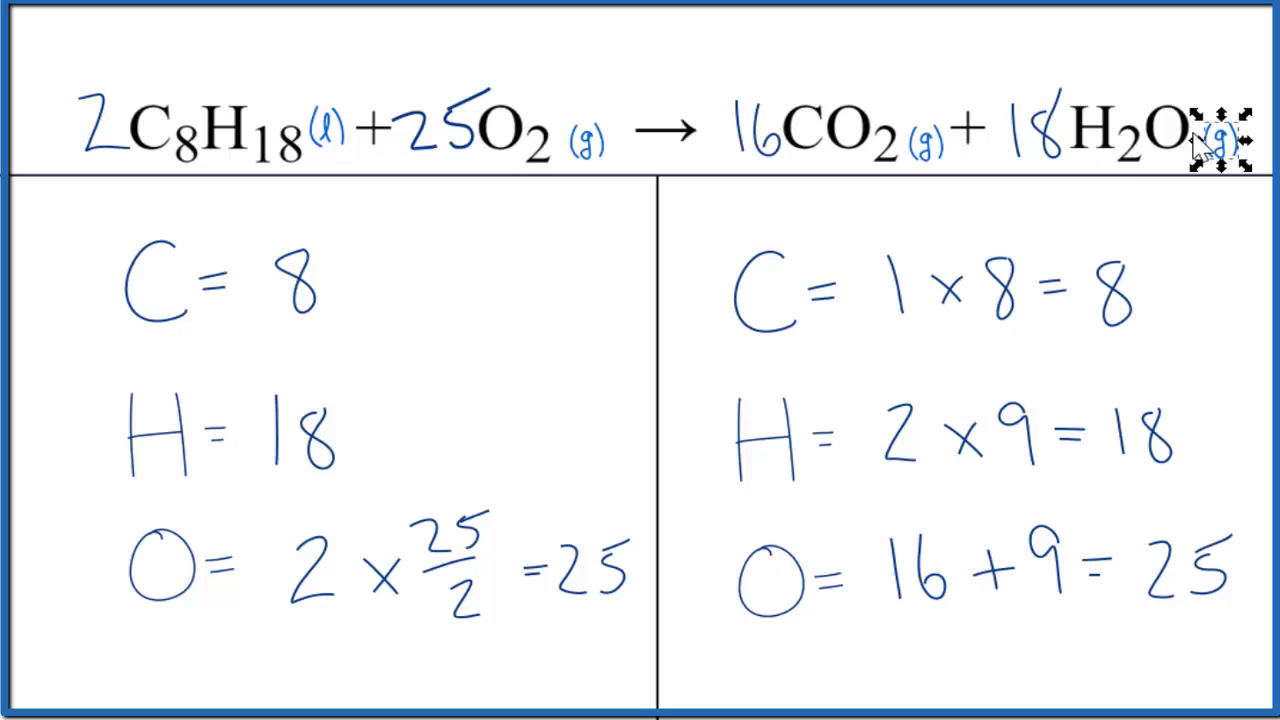 2C₈H₁₈(l) + 25O₂(g) → 16CO₂(g) + 18H₂O(g)
C = 8
H = 18
O = 2 × 25/2 = 25
C = 1 × 8 = 8
H = 2 × 9 = 18
O = 16 + 9 = 25